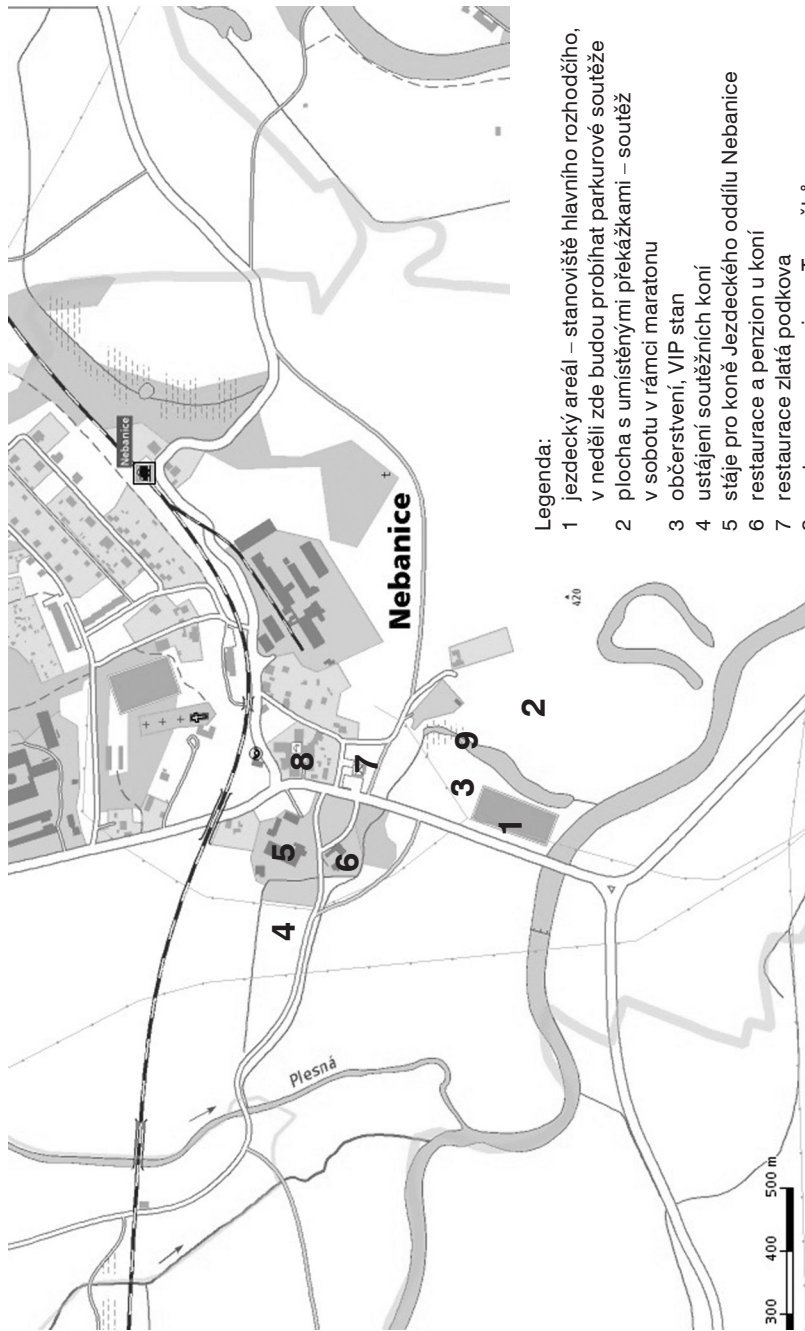 Nebanice
Nebanice
Plesná
420
1
2
3
4
5
6
7
8
9
300
400
500 m
Legenda:
1 jezdecký areál – stanoviště hlavního rozhodčího,
v neděli zde budou probíhat parkurové soutěže
2 plocha s umístěnými překážkami – soutěž
v sobotu v rámci maratonu
3 občerstvení, VIP stan
4 ustájení soutěžních koní
5 stáje pro koně Jezdeckého oddílu Nebanice
6 restaurace a penzion u koní
7 restaurace zlatá podkova